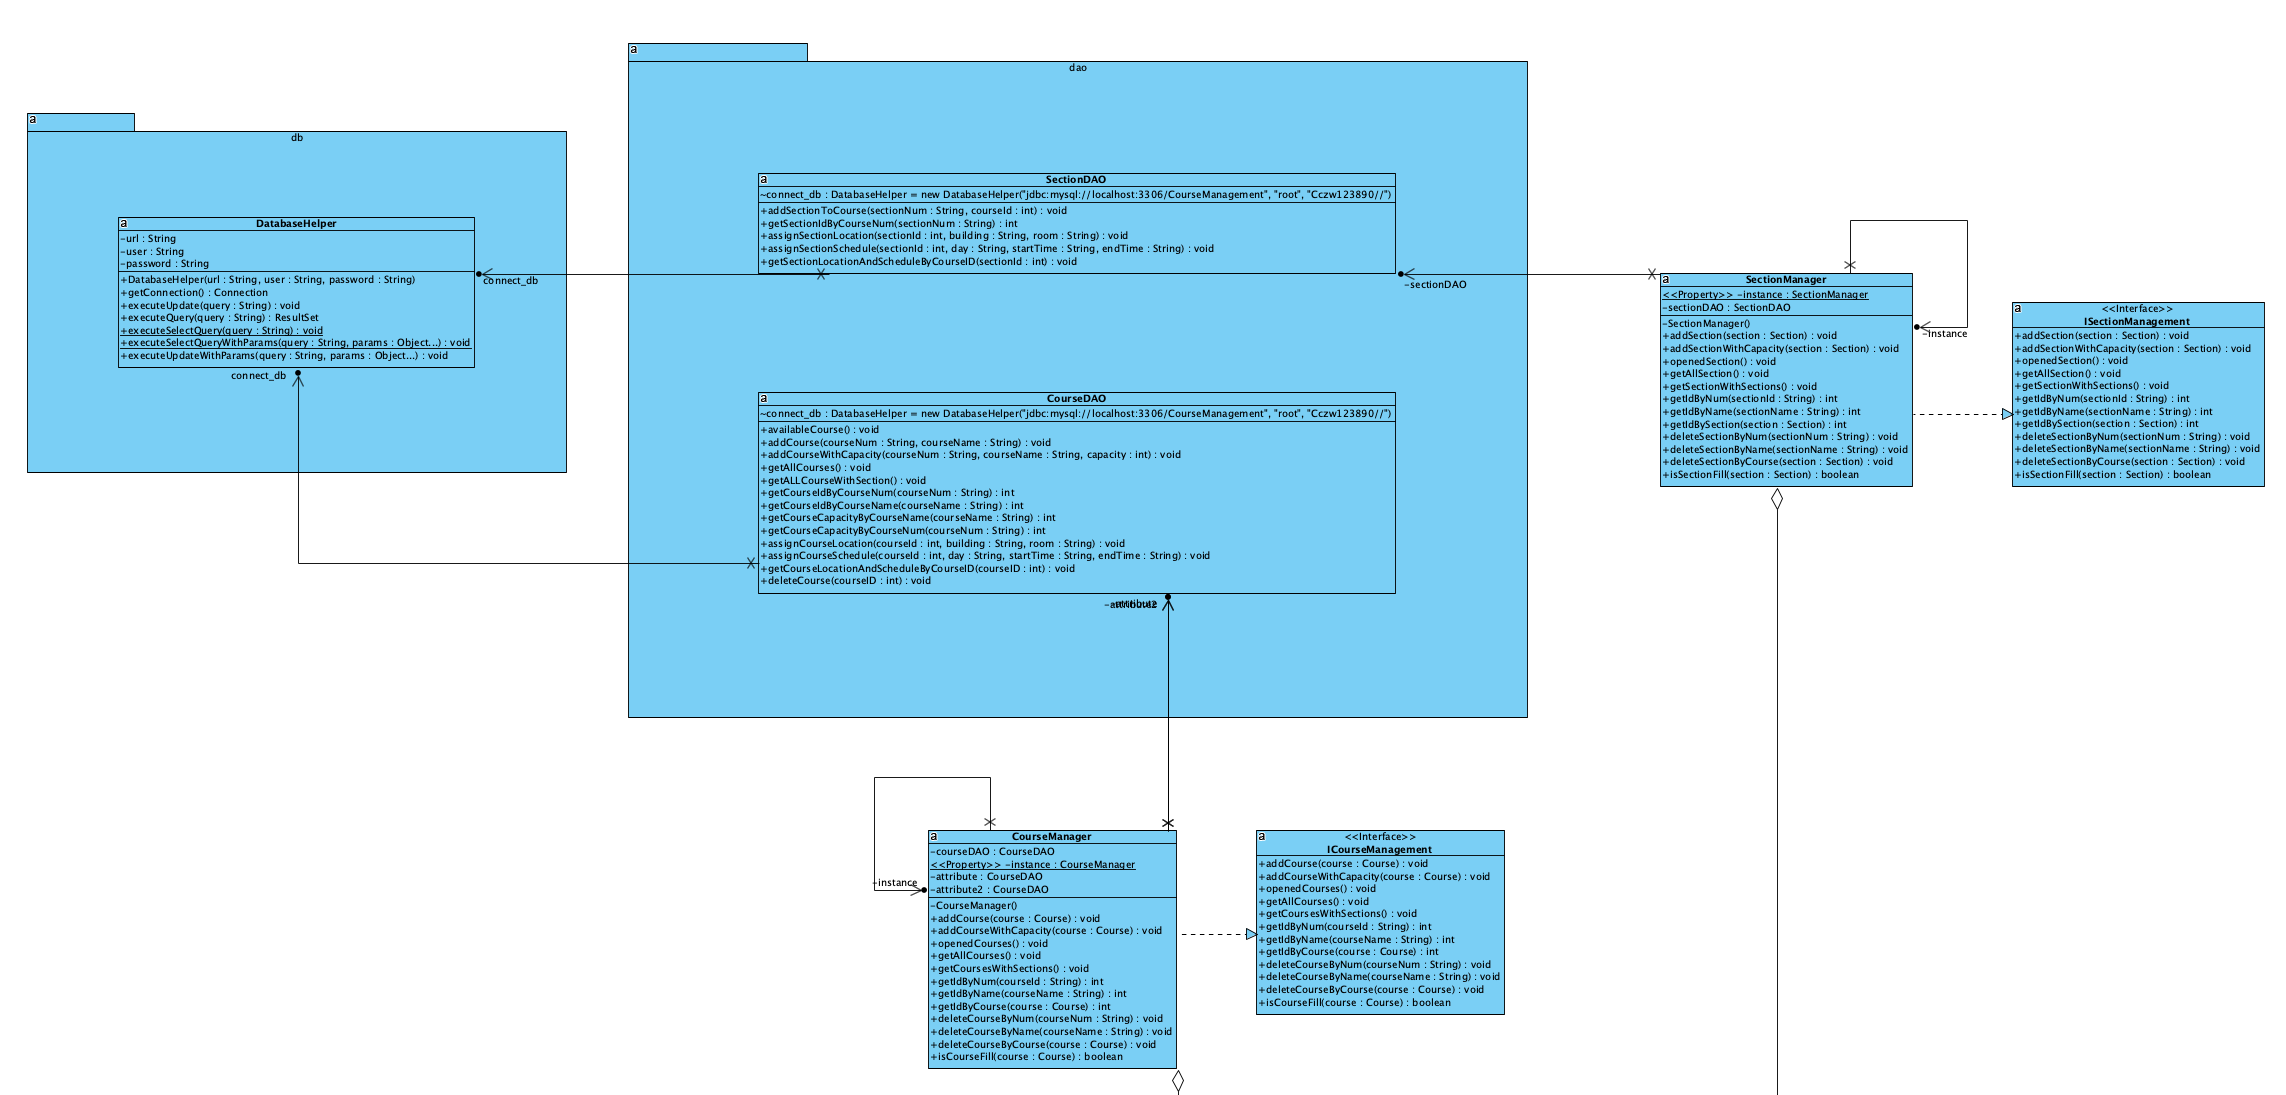 a
db
a
DatabaseHelper
-url : String
-user : String
-password : String
+DatabaseHelper(url : String, user : String, password : String)
+getConnection() : Connection
+executeUpdate(query : String) : void
+executeQuery(query : String) : ResultSet
+executeSelectQuery(query : String) : void
+executeSelectQueryWithParams(query : String, params : Object...) : void
+executeUpdateWithParams(query : String, params : Object...) : void
connect_db
connect_db
a
dao
a
SectionDAO
~connect_db : DatabaseHelper = new DatabaseHelper("jdbc:mysql://localhost:3306/CourseManagement", "root", "Cczw123890//")
+addSectionToCourse(sectionNum : String, courseId : int) : void
+getSectionIdByCourseNum(sectionNum : String) : int
+assignSectionLocation(sectionId : int, building : String, room : String) : void
+assignSectionSchedule(sectionId : int, day : String, startTime : String, endTime : String) : void
+getSectionLocationAndScheduleByCourseID(sectionId : int) : void
-sectionDAO
a
CourseDAO
~connect_db : DatabaseHelper = new DatabaseHelper("jdbc:mysql://localhost:3306/CourseManagement", "root", "Cczw123890//")
+availableCourse() : void
+addCourse(courseNum : String, courseName : String) : void
+addCourseWithCapacity(courseNum : String, courseName : String, capacity : int) : void
+getAllCourses() : void
+getALLCourseWithSection() : void
+getCourseIdByCourseNum(courseNum : String) : int
+getCourseIdByCourseName(courseName : String) : int
+getCourseCapacityByCourseName(courseName : String) : int
+getCourseCapacityByCourseNum(courseNum : String) : int
+assignCourseLocation(courseId : int, building : String, room : String) : void
+assignCourseSchedule(courseId : int, day : String, startTime : String, endTime : String) : void
+getCourseLocationAndScheduleByCourseID(courseID : int) : void
+deleteCourse(courseID : int) : void
a
SectionManager
<<Property>> -instance : SectionManager
-sectionDAO : SectionDAO
-SectionManager()
+addSection(section : Section) : void
+addSectionWithCapacity(section : Section) : void
+openedSection() : void
+getAllSection() : void
+getSectionWithSections() : void
+getIdByNum(sectionId : String) : int
+getIdByName(sectionName : String) : int
+getIdBySection(section : Section) : int
+deleteSectionByNum(sectionNum : String) : void
+deleteSectionByName(sectionName : String) : void
+deleteSectionByCourse(section : Section) : void
+isSectionFill(section : Section) : boolean
-instance
a
<<Interface>>
ISectionManagement
+addSection(section : Section) : void
+addSectionWithCapacity(section : Section) : void
+openedSection() : void
+getAllSection() : void
+getSectionWithSections() : void
+getIdByNum(sectionId : String) : int
+getIdByName(sectionName : String) : int
+getIdBySection(section : Section) : int
+deleteSectionByNum(sectionNum : String) : void
+deleteSectionByName(sectionName : String) : void
+deleteSectionByCourse(section : Section) : void
+isSectionFill(section : Section) : boolean
a
CourseManager
-courseDAO : CourseDAO
<<Property>> -instance : CourseManager
-attribute : CourseDAO
-attribute2 : CourseDAO
-CourseManager()
+addCourse(course : Course) : void
+addCourseWithCapacity(course : Course) : void
+openedCourses() : void
+getAllCourses() : void
+getCoursesWithSections() : void
+getIdByNum(courseId : String) : int
+getIdByName(courseName : String) : int
+getIdByCourse(course : Course) : int
+deleteCourseByNum(courseNum : String) : void
+deleteCourseByName(courseName : String) : void
+deleteCourseByCourse(course : Course) : void
+isCourseFill(course : Course) : boolean
-instance
a
<<Interface>>
ICourseManagement
+addCourse(course : Course) : void
+addCourseWithCapacity(course : Course) : void
+openedCourses() : void
+getAllCourses() : void
+getCoursesWithSections() : void
+getIdByNum(courseId : String) : int
+getIdByName(courseName : String) : int
+getIdByCourse(course : Course) : int
+deleteCourseByNum(courseNum : String) : void
+deleteCourseByName(courseName : String) : void
+deleteCourseByCourse(course : Course) : void
+isCourseFill(course : Course) : boolean